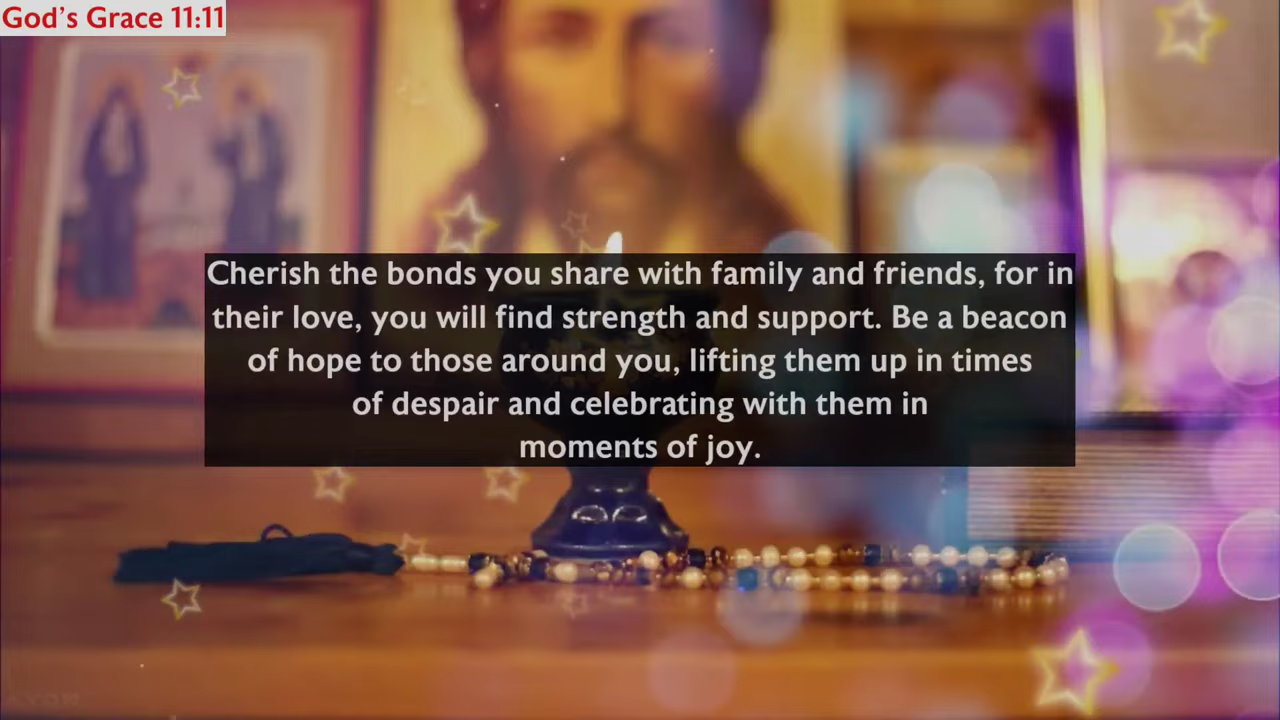 God's Grace 11:11
Cherish the bonds you share with family and friends, for in
their love, you will find strength and support. Be a beacon
of hope to those around you, lifting them up in times
of despair and celebrating with them in
moments of joy.